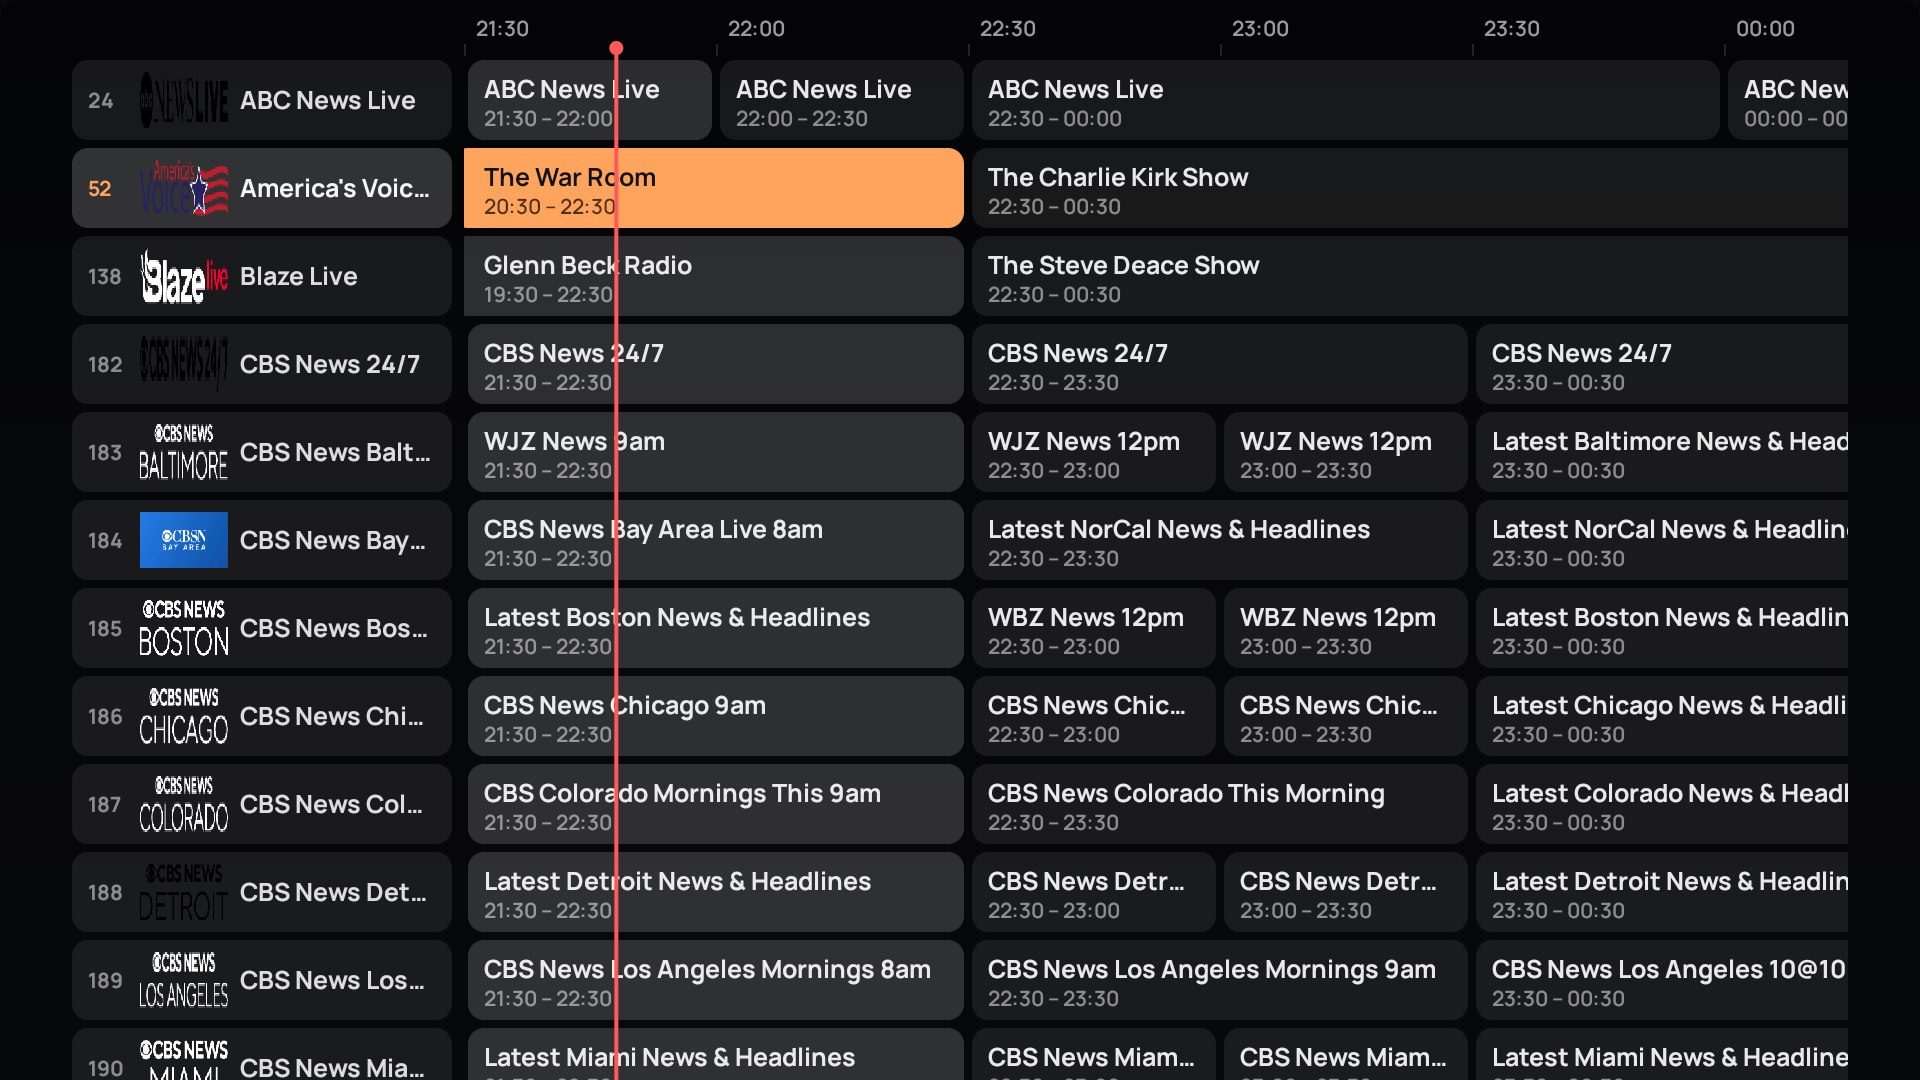 21:30
22:00
22:30
23:00
23:30
00:00
24
abc NEWS LIVE
ABC News Live
ABC News Live
21:30 – 22:00
ABC News Live
22:00 – 22:30
ABC News Live
22:30 – 00:00
ABC New
00:00 – 00
52
America's
VOICE
America's Voic...
The War Room
20:30 – 22:30
The Charlie Kirk Show
22:30 – 00:30
138
Blaze live
Blaze Live
Glenn Beck Radio
19:30 – 22:30
The Steve Deace Show
22:30 – 00:30
182
CBS NEWS 24/7
CBS News 24/7
CBS News 24/7
21:30 – 22:30
CBS News 24/7
22:30 – 23:30
CBS News 24/7
23:30 – 00:30
183
CBS NEWS
BALTIMORE
CBS News Balt...
WJZ News 9am
21:30 – 22:30
WJZ News 12pm
22:30 – 23:00
WJZ News 12pm
23:00 – 23:30
Latest Baltimore News & Head
23:30 – 00:30
184
CBSN
BAY AREA
CBS News Bay...
CBS News Bay Area Live 8am
21:30 – 22:30
Latest NorCal News & Headlines
22:30 – 23:30
Latest NorCal News & Headlin
23:30 – 00:30
185
CBS NEWS
BOSTON
CBS News Bos...
Latest Boston News & Headlines
21:30 – 22:30
WBZ News 12pm
22:30 – 23:00
WBZ News 12pm
23:00 – 23:30
Latest Boston News & Headlin
23:30 – 00:30
186
CBS NEWS
CHICAGO
CBS News Chi...
CBS News Chicago 9am
21:30 – 22:30
CBS News Chic...
22:30 – 23:00
CBS News Chic...
23:00 – 23:30
Latest Chicago News & Headli
23:30 – 00:30
187
CBS NEWS
COLORADO
CBS News Col...
CBS Colorado Mornings This 9am
21:30 – 22:30
CBS News Colorado This Morning
22:30 – 23:30
Latest Colorado News & Headl
23:30 – 00:30
188
CBS NEWS
DETROIT
CBS News Det...
Latest Detroit News & Headlines
21:30 – 22:30
CBS News Detr...
22:30 – 23:00
CBS News Detr...
23:00 – 23:30
Latest Detroit News & Headlin
23:30 – 00:30
189
CBS NEWS
LOS ANGELES
CBS News Los...
CBS News Los Angeles Mornings 8am
21:30 – 22:30
CBS News Los Angeles Mornings 9am
22:30 – 23:30
CBS News Los Angeles 10@10
23:30 – 00:30
190
CBS NEWS
MIAMI
CBS News Mia...
Latest Miami News & Headlines
CBS News Miam...
CBS News Miam...
Latest Miami News & Headline